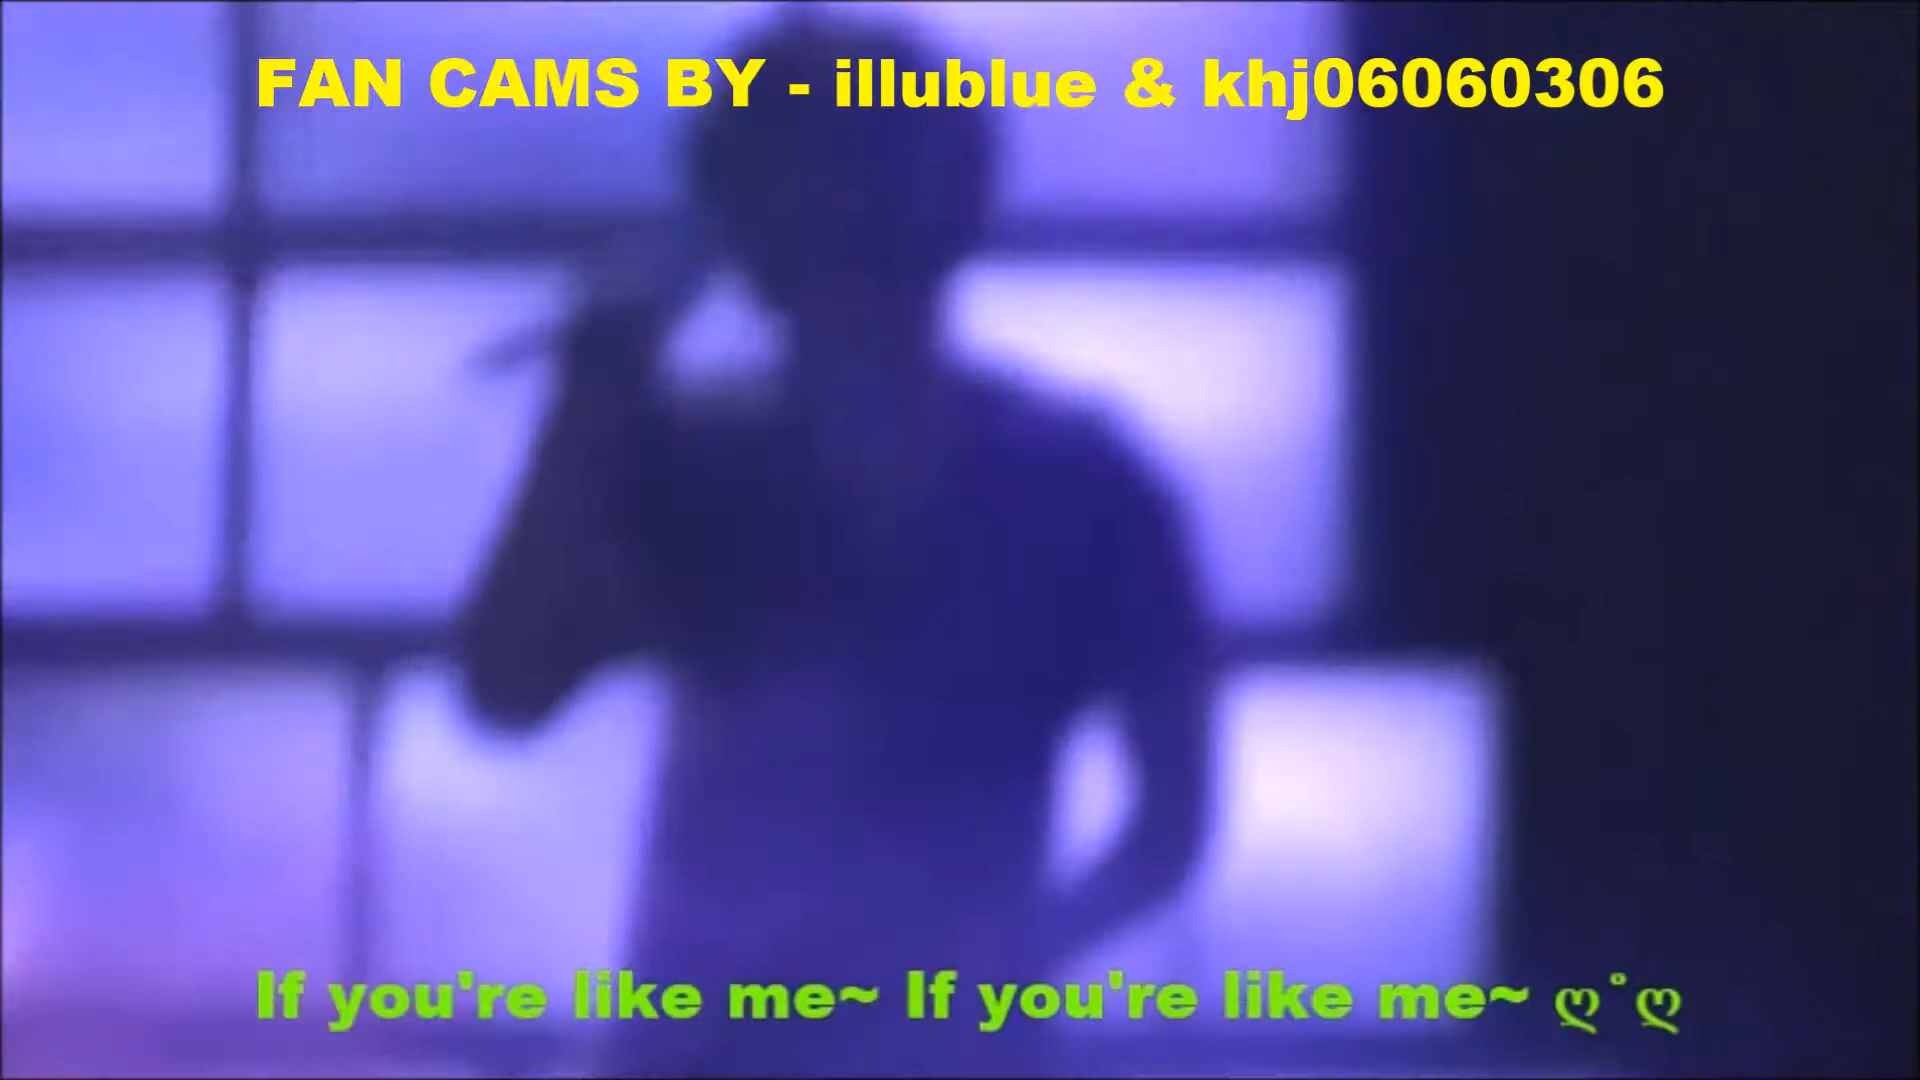 FAN CAMS BY - illublue & khj06060306
If you're like me~ If you're like me~ ღ˚ღ